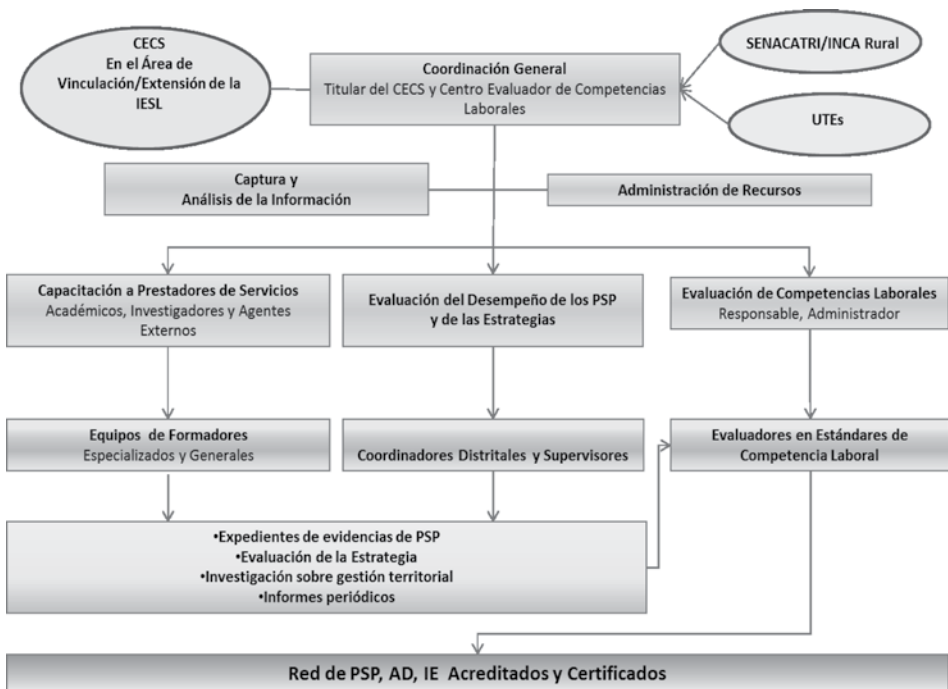 CECS
En el Área de
Vinculación/Extensión de la
IESL
Coordinación General
Titular del CECS y Centro Evaluador de Competencias
Laborales
SENACATRI/INCA Rural
UTEs
Captura y
Análisis de la Información
Administración de Recursos
Capacitación a Prestadores de Servicios
Académicos, Investigadores y Agentes
Externos
Evaluación del Desempeño de los PSP
y de las Estrategias
Evaluación de Competencias Laborales
Responsable, Administrador
Equipos de Formadores
Especializados y Generales
Coordinadores Distritales y Supervisores
Evaluadores en Estándares de
Competencia Laboral
•Expedientes de evidencias de PSP
•Evaluación de la Estrategia
•Investigación sobre gestión territorial
•Informes periódicos
Red de PSP, AD, IE Acreditados y Certificados